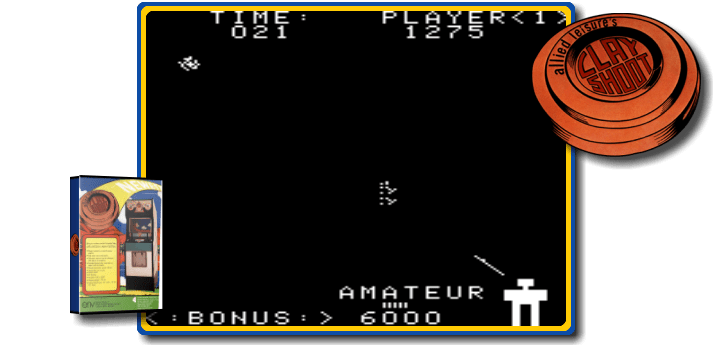 TIME: PLAYER<1>
021 1275
allied leisure's
CLAY
SHOOT
AMATEUR
<:BONUS:> 6000